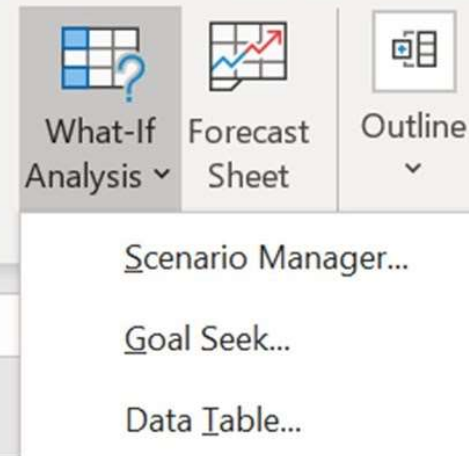 What-If Analysis
Forecast Sheet
Outline
Scenario Manager...
Goal Seek...
Data Table...